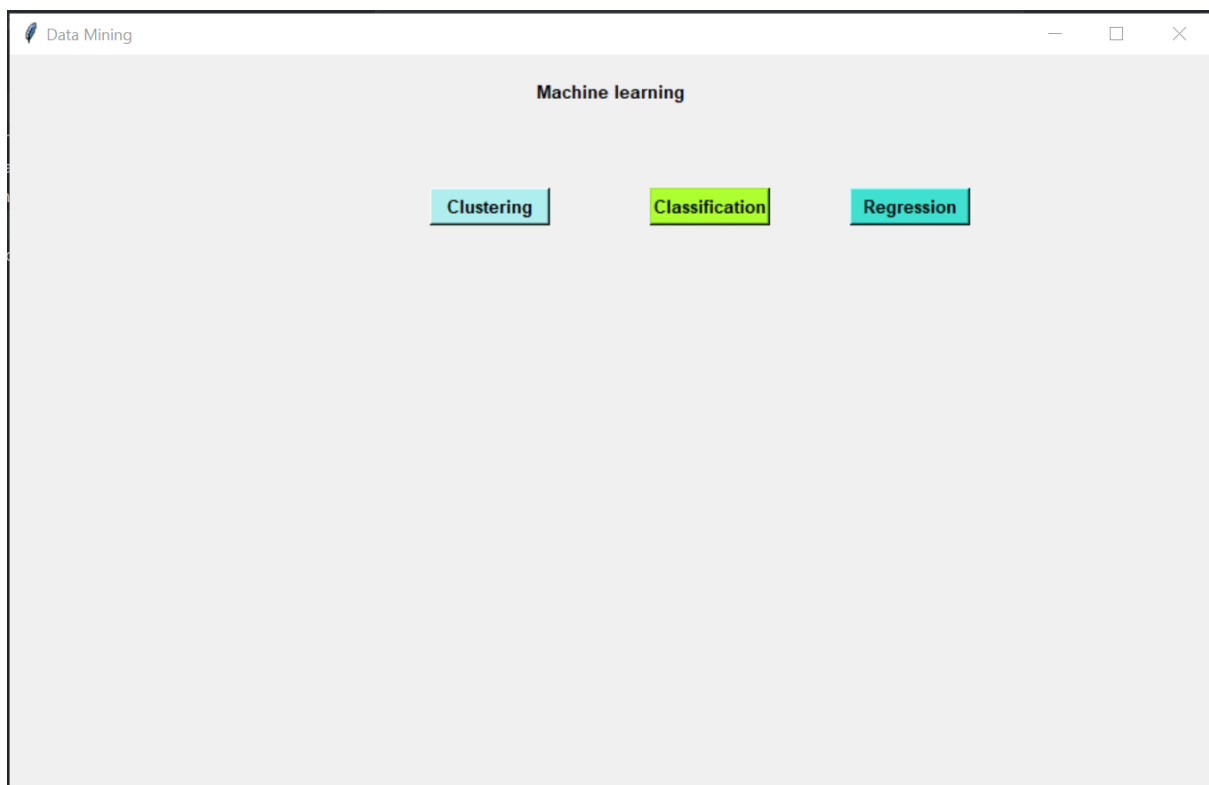 Data Mining
Machine learning
Clustering Classification Regression